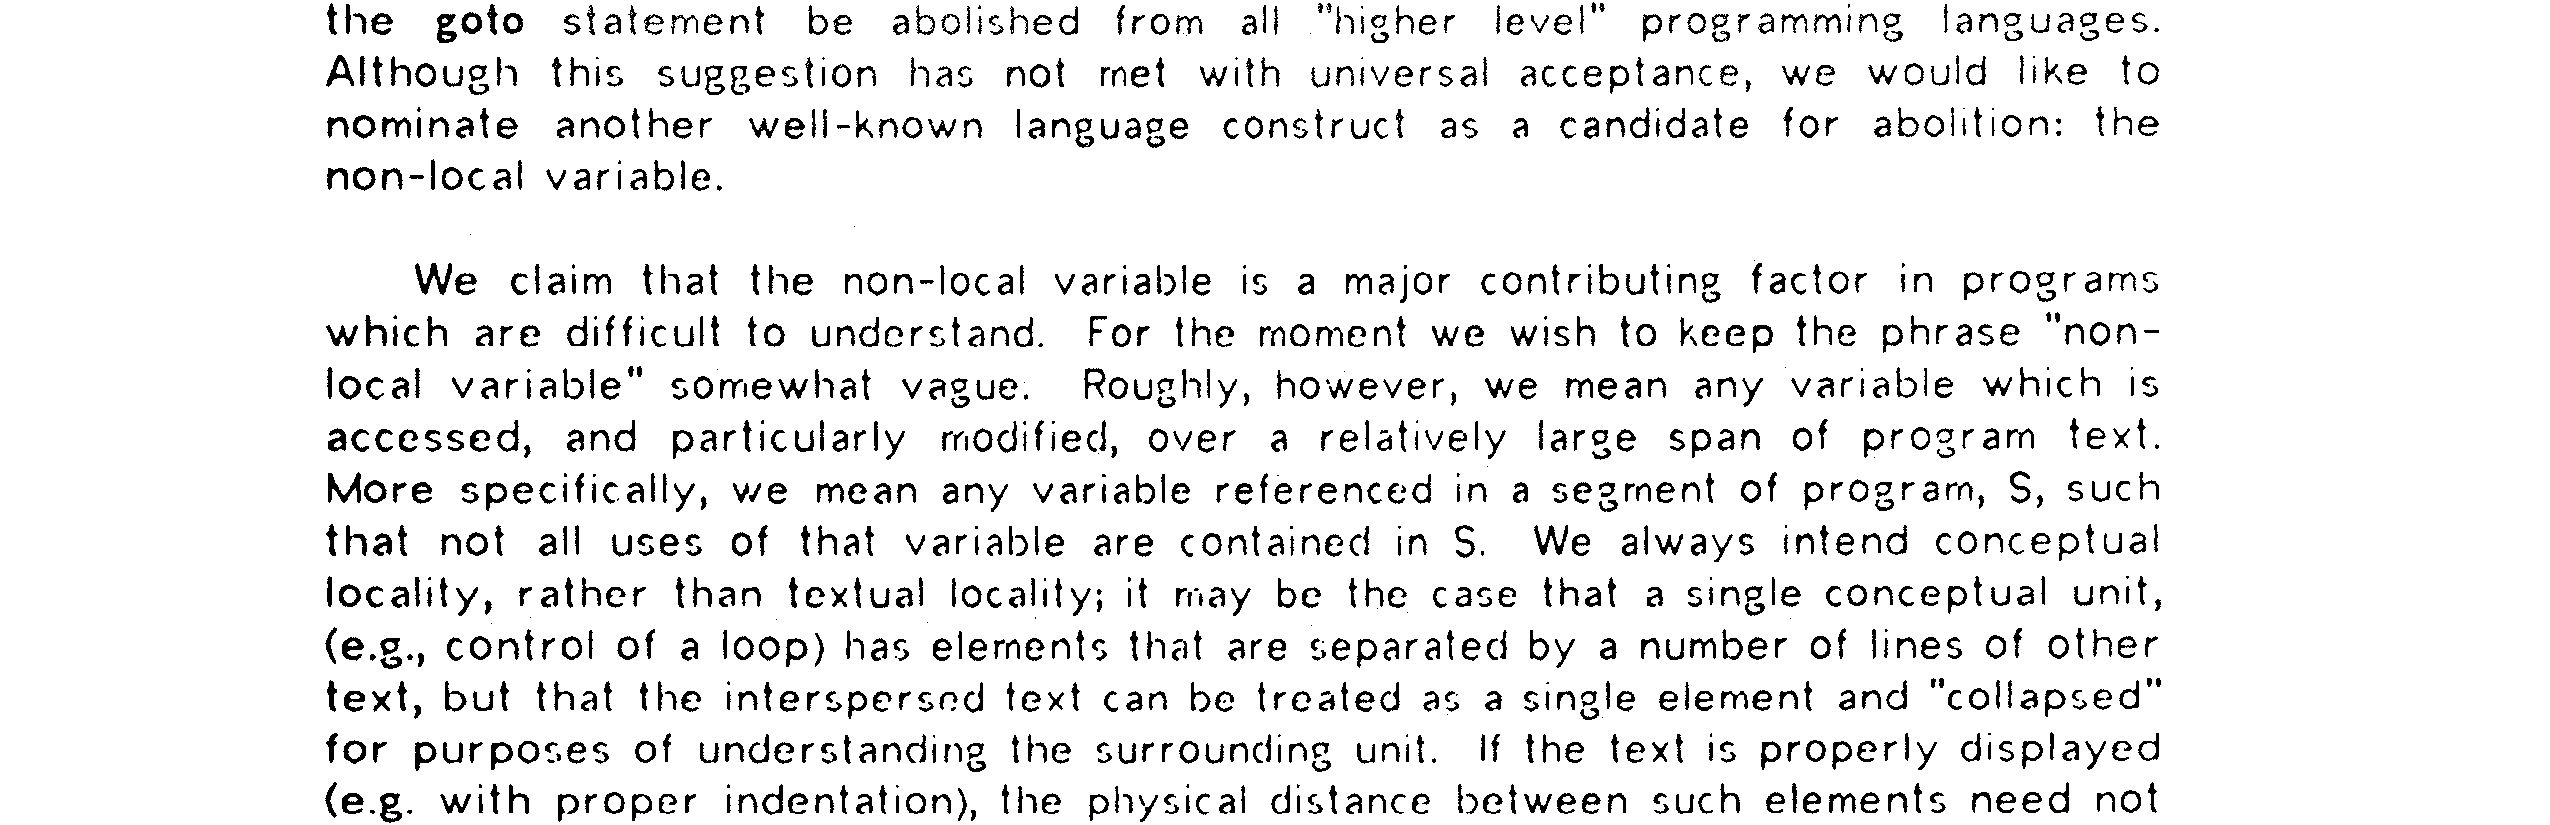 the goto statement be abolished from all "higher level" programming languages.
Although this suggestion has not met with universal acceptance, we would like to
nominate another well-known language construct as a candidate for abolition: the
non-local variable.
We claim that the non-local variable is a major contributing factor in programs
which are difficult to understand. For the moment we wish to keep the phrase "non-
local variable" somewhat vague. Roughly, however, we mean any variable which is
accessed, and particularly modified, over a relatively large span of program text.
More specifically, we mean any variable referenced in a segment of program, S, such
that not all uses of that variable are contained in S. We always intend conceptual
locality, rather than textual locality; it may be the case that a single conceptual unit,
(e.g., control of a loop) has elements that are separated by a number of lines of other
text, but that the interspersed text can be treated as a single element and "collapsed"
for purposes of understanding the surrounding unit. If the text is properly displayed
(e.g. with proper indentation), the physical distance between such elements need not